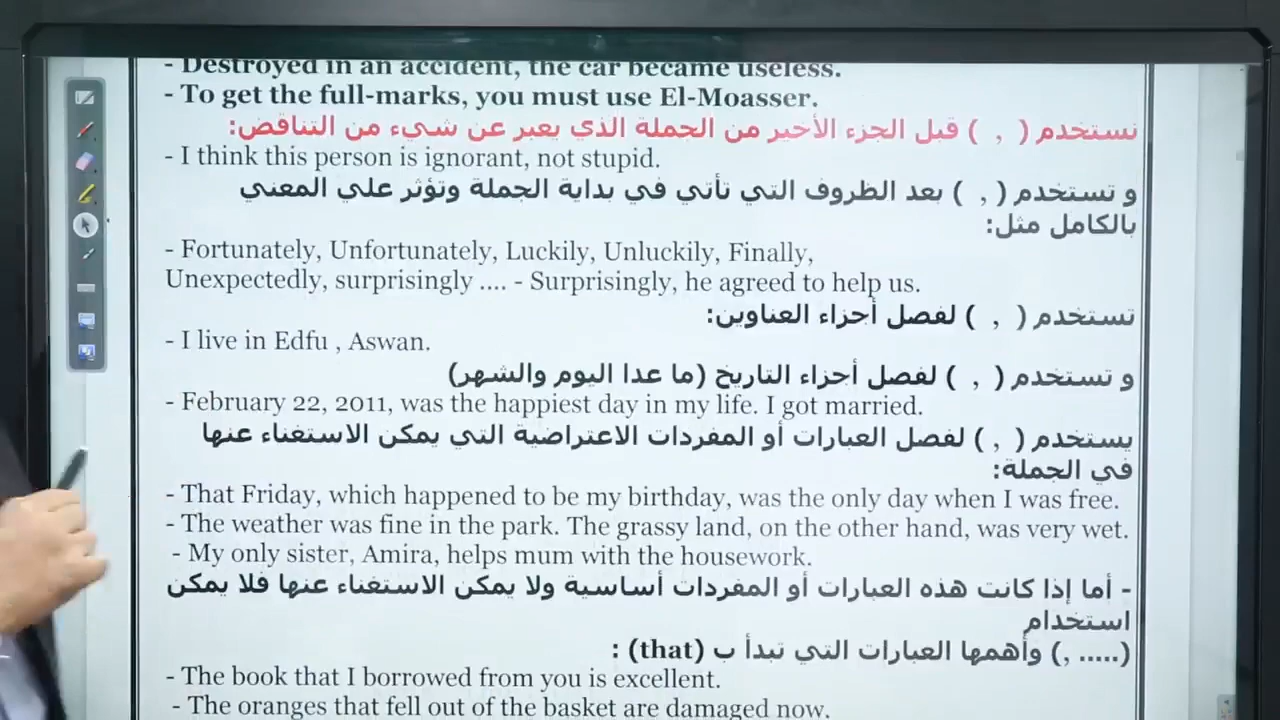 - Destroyed in an accident, the car became useless.
- To get the full-marks, you must use El-Moasser.
نستخدم ( , ) قبل الجزء الأخير من الجملة الذي يعبر عن شيء من التناقض:
- I think this person is ignorant, not stupid.
و تستخدم ( , ) بعد الظروف التي تأتي في بداية الجملة وتؤثر علي المعني
بالكامل مثل:
- Fortunately, Unfortunately, Luckily, Unluckily, Finally,
Unexpectedly, surprisingly .... - Surprisingly, he agreed to help us.
تستخدم ( , ) لفصل أجزاء العناوين:
- I live in Edfu , Aswan.
و تستخدم ( , ) لفصل أجزاء التاريخ (ما عدا اليوم والشهر)
- February 22, 2011, was the happiest day in my life. I got married.
يستخدم ( , ) لفصل العبارات أو المفردات الاعتراضية التي يمكن الاستغناء عنها
في الجملة:
- That Friday, which happened to be my birthday, was the only day when I was free.
- The weather was fine in the park. The grassy land, on the other hand, was very wet.
- My only sister, Amira, helps mum with the housework.
- أما إذا كانت هذه العبارات أو المفردات أساسية ولا يمكن الاستغناء عنها فلا يمكن
استخدام
(..... ,) وأهمها العبارات التي تبدأ ب (that) :
- The book that I borrowed from you is excellent.
- The oranges that fell out of the basket are damaged now.